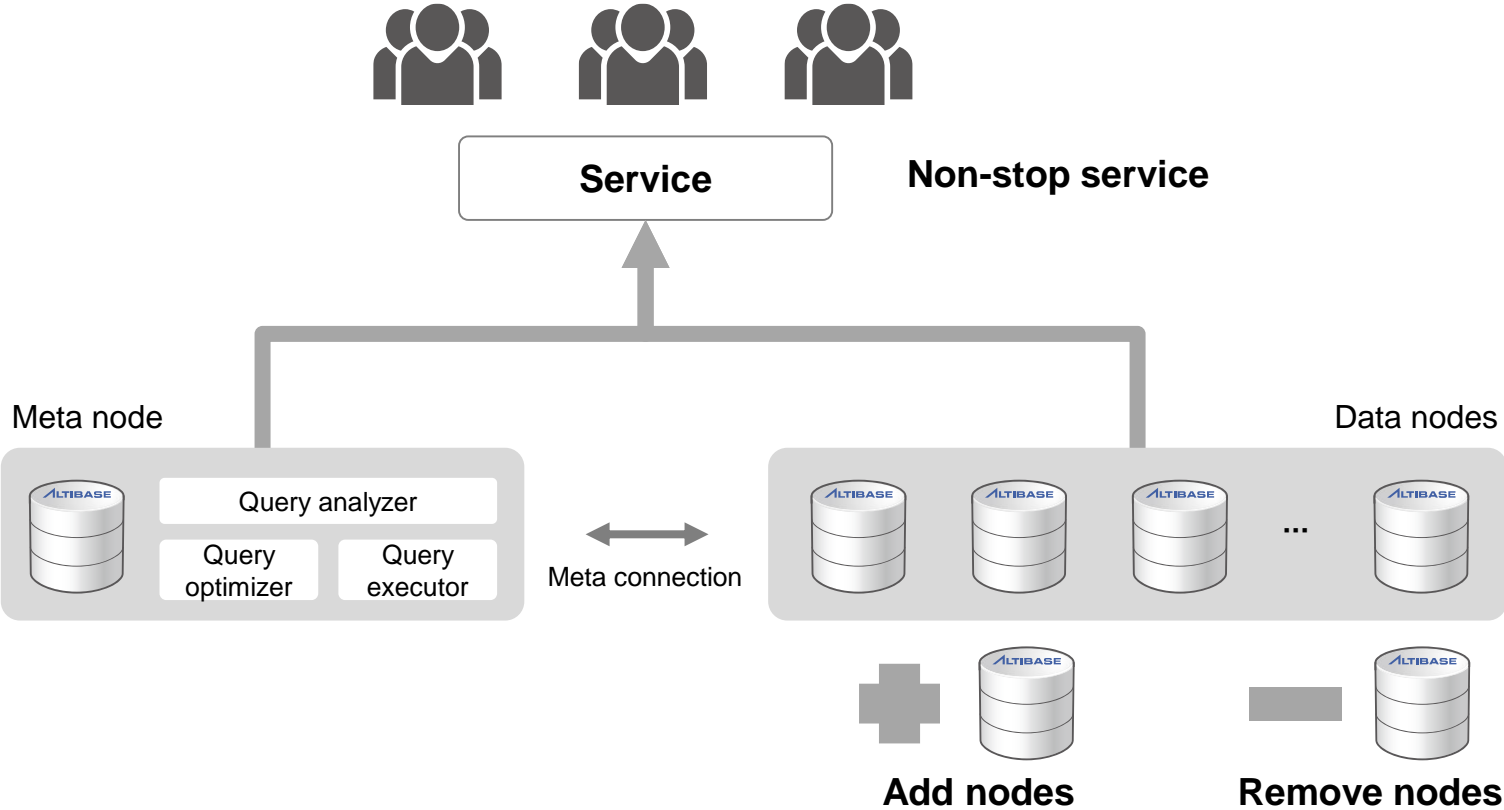 Service
Non-stop service
Meta node
Data nodes
ALTIBASE
Query analyzer
Query
optimizer
Query
executor
Meta connection
ALTIBASE
ALTIBASE
ALTIBASE
...
ALTIBASE
ALTIBASE
ALTIBASE
Add nodes
Remove nodes